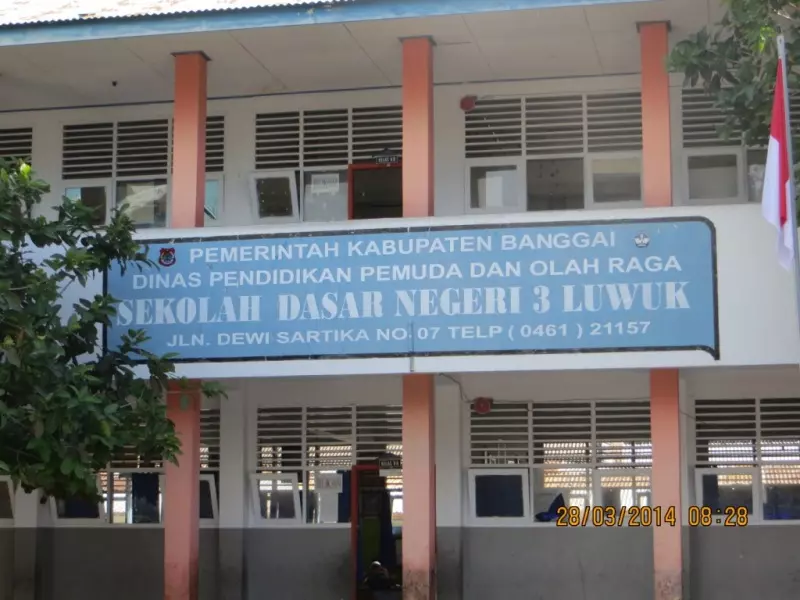 PEMERINTAH KABUPATEN BANGGAI
DINAS PENDIDIKAN PEMUDA DAN OLAH RAGA
SEKOLAH DASAR NEGERI 3 LUWUK
JLN. DEWI SARTIKA NO. 07 TELP ( 0461 ) 21157
28/03/2014 08:28